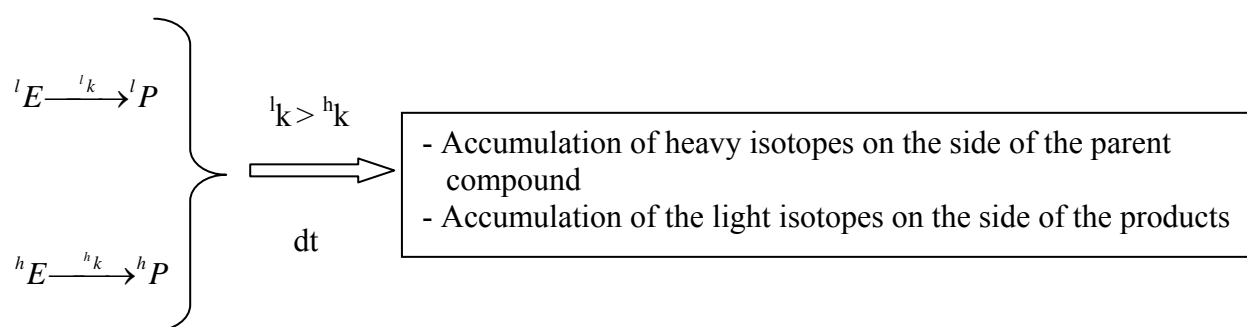 ˡE ―ˡk→ ˡP
ˡk > ʰk
- Accumulation of heavy isotopes on the side of the parent
compound
- Accumulation of the light isotopes on the side of the products
dt
ʰE ―ʰk→ ʰP